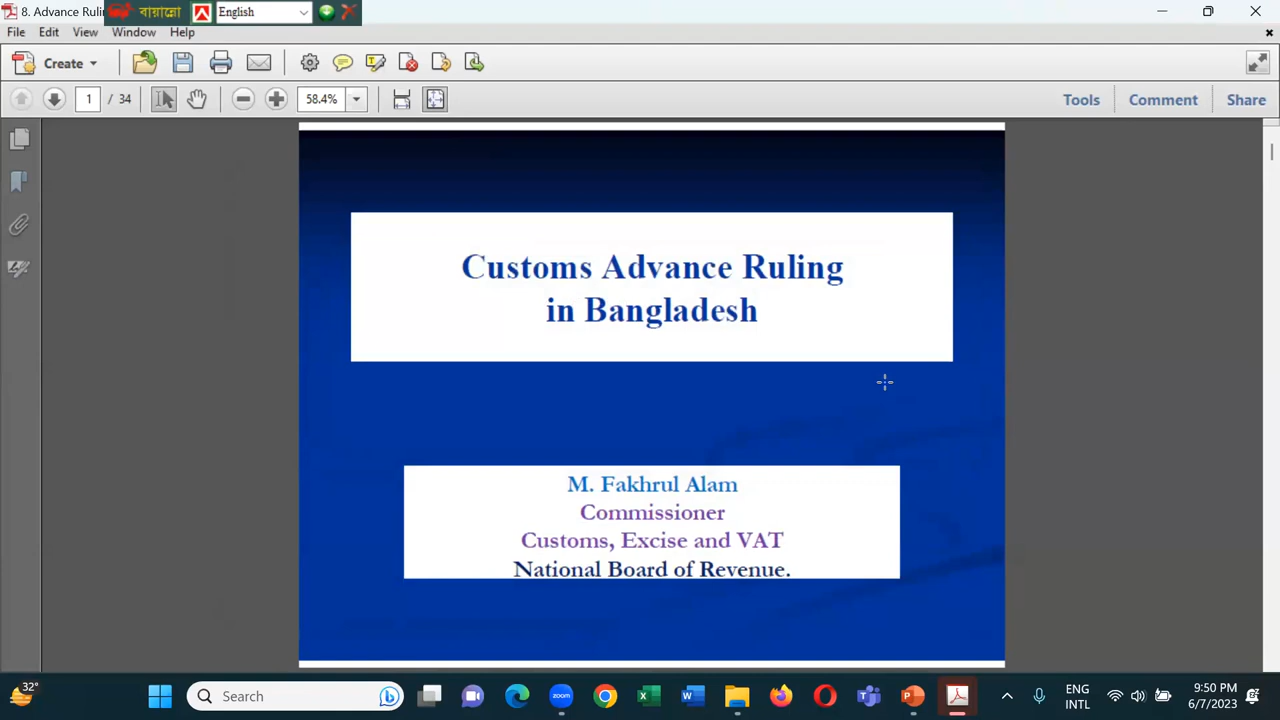 8. Advance Rulin
বায়ান্নো
English
File Edit View Window Help
Create
1 / 34
58.4%
Tools Comment Share
Customs Advance Ruling
in Bangladesh
M. Fakhrul Alam
Commissioner
Customs, Excise and VAT
National Board of Revenue.
32°
Search
zoom
ENG
INTL
9:50 PM
6/7/2023